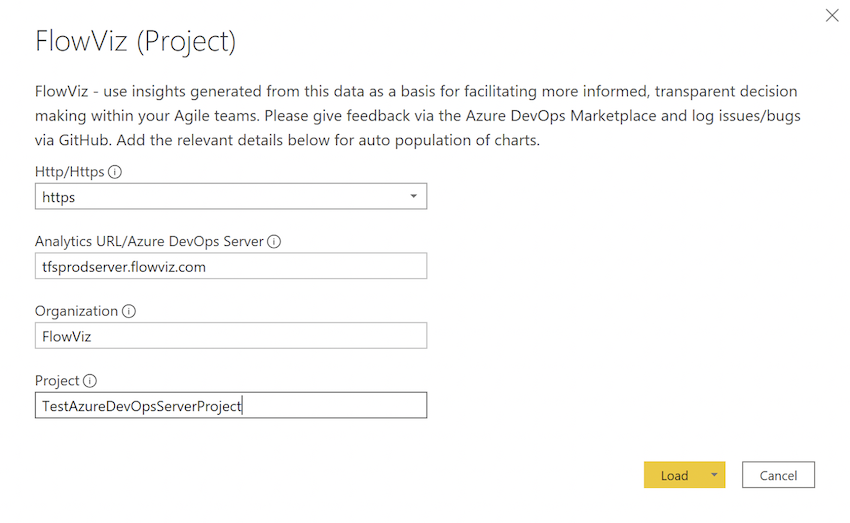 FlowViz (Project)
FlowViz - use insights generated from this data as a basis for facilitating more informed, transparent decision
making within your Agile teams. Please give feedback via the Azure DevOps Marketplace and log issues/bugs
via GitHub. Add the relevant details below for auto population of charts.
Http/Https
https
Analytics URL/Azure DevOps Server
tfsprodserver.flowviz.com
Organization
FlowViz
Project
TestAzureDevOpsServerProject
Load
Cancel